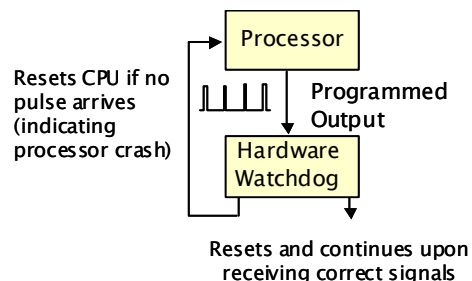 Processor
Resets CPU if no
pulse arrives
(indicating
processor crash)
Programmed
Output
Hardware
Watchdog
Resets and continues upon
receiving correct signals